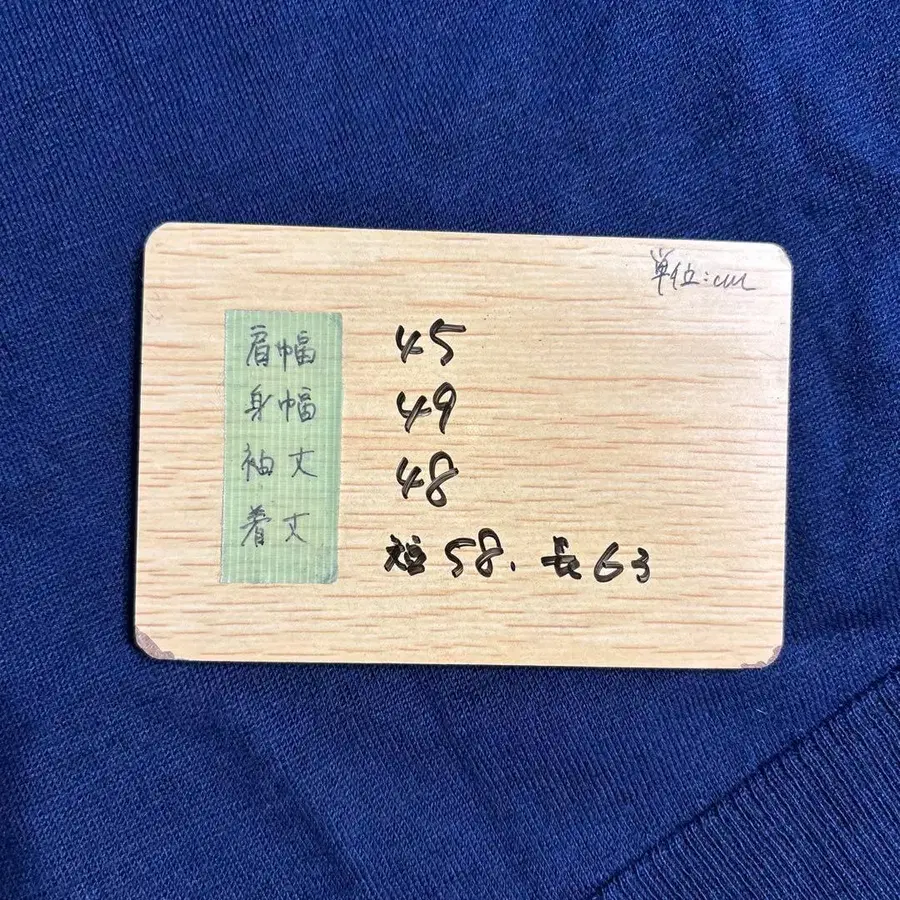 単位:cm
肩幅 45
身幅 49
袖丈 48
着丈 短58. 長63